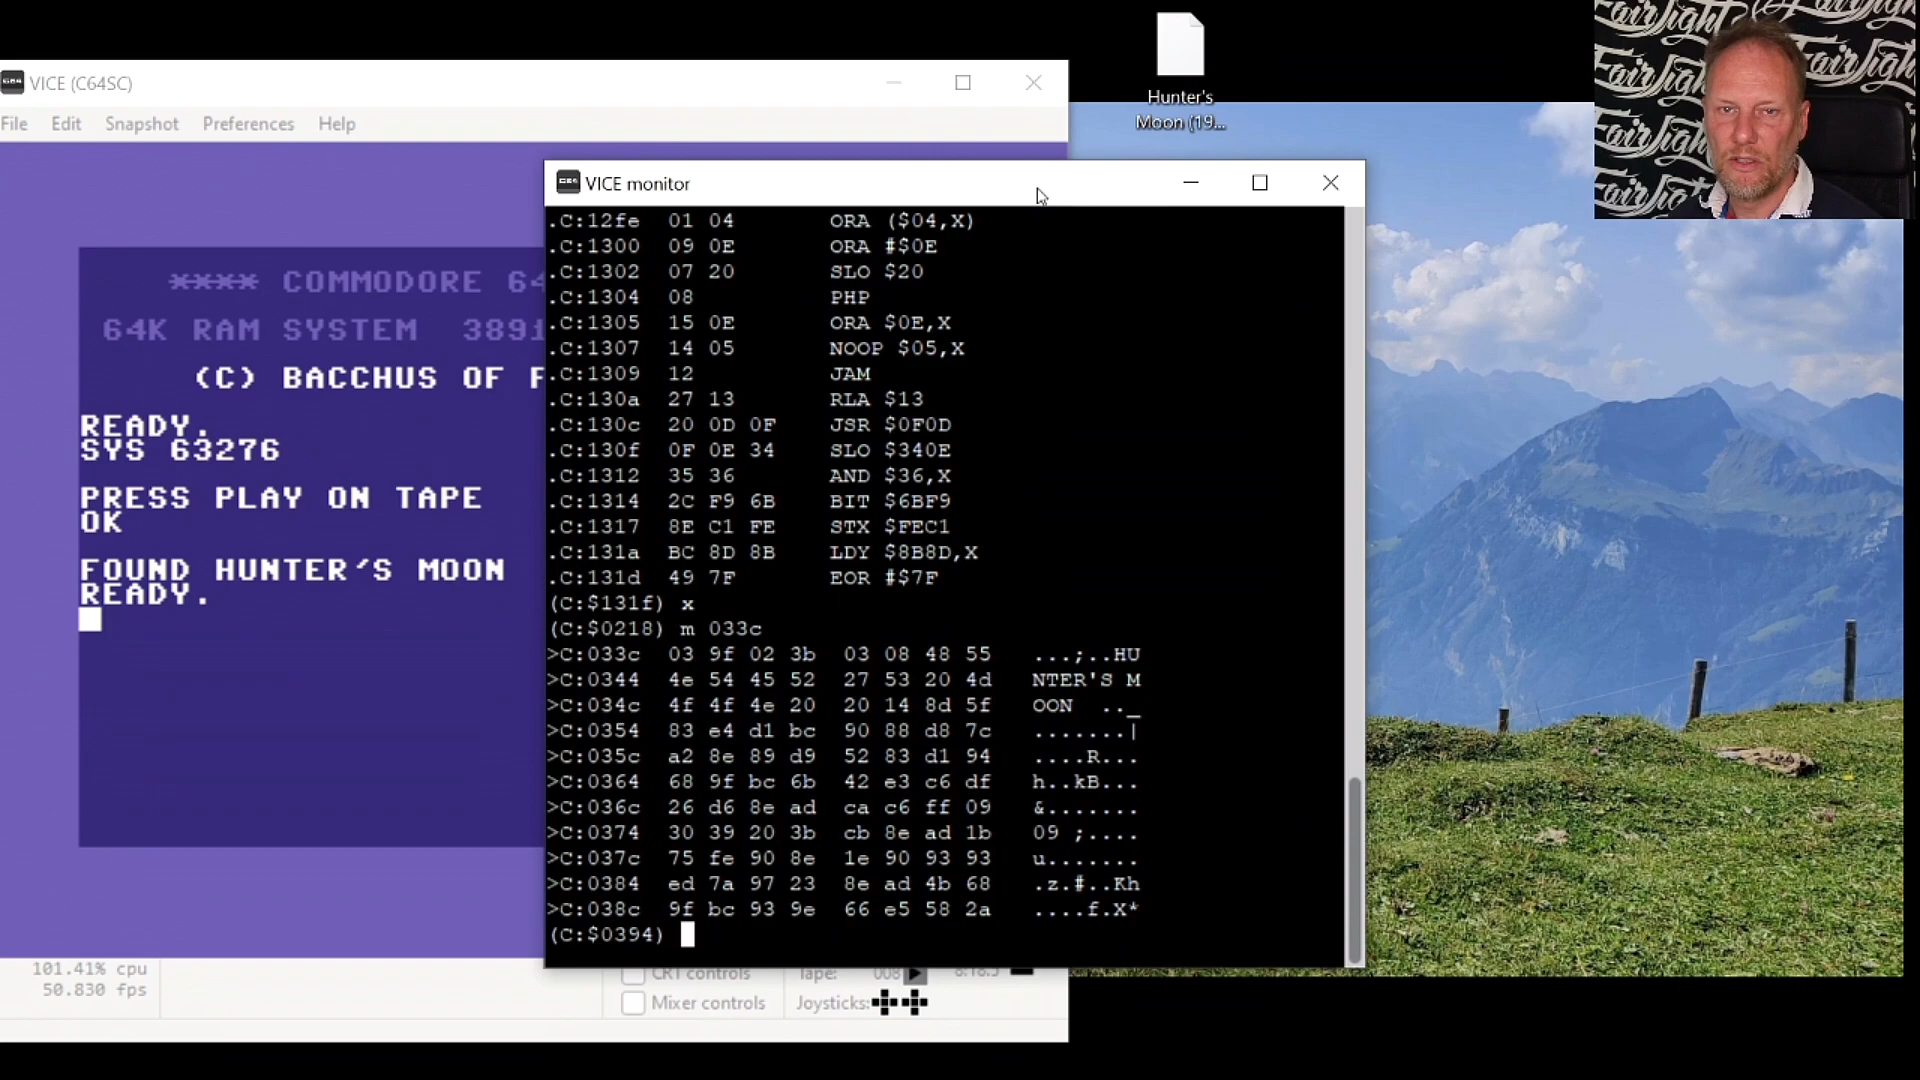 VICE (C64SC)
File Edit Snapshot Preferences Help
**** COMMODORE 64
64K RAM SYSTEM 3891
(C) BACCHUS OF F
READY.
SYS 63276
PRESS PLAY ON TAPE
OK
FOUND HUNTER'S MOON
READY.
101.41% cpu
50.830 fps
CRT controls
Tape: 008
Mixer controls
Joysticks:
VICE monitor
.C:12fe 01 04 ORA ($04,X)
.C:1300 09 0E ORA #$0E
.C:1302 07 20 SLO $20
.C:1304 08 PHP
.C:1305 15 0E ORA $0E,X
.C:1307 14 05 NOOP $05,X
.C:1309 12 JAM
.C:130a 27 13 RLA $13
.C:130c 20 0D 0F JSR $0F0D
.C:130f 0F 0E 34 SLO $340E
.C:1312 35 36 AND $36,X
.C:1314 2C F9 6B BIT $6BF9
.C:1317 8E C1 FE STX $FEC1
.C:131a BC 8D 8B LDY $8B8D,X
.C:131d 49 7F EOR #$7F
(C:$131f) x
(C:$0218) m 033c
>C:033c 03 9f 02 3b 03 08 48 55 ...;..HU
>C:0344 4e 54 45 52 27 53 20 4d NTER'S M
>C:034c 4f 4f 4e 20 20 14 8d 5f OON .._
>C:0354 83 e4 d1 bc 90 88 d8 7c .......|
>C:035c a2 8e 89 d9 52 83 d1 94 ....R...
>C:0364 68 9f bc 6b 42 e3 c6 df h..kB...
>C:036c 26 d6 8e ad ca c6 ff 09 &.......
>C:0374 30 39 20 3b cb 8e ad 1b 09 ;....
>C:037c 75 fe 90 8e 1e 90 93 93 u.......
>C:0384 ed 7a 97 23 8e ad 4b 68 .z.#..Kh
>C:038c 9f bc 93 9e 66 e5 58 2a ....f.X*
(C:$0394)
Hunter's
Moon (19...
Fairlight